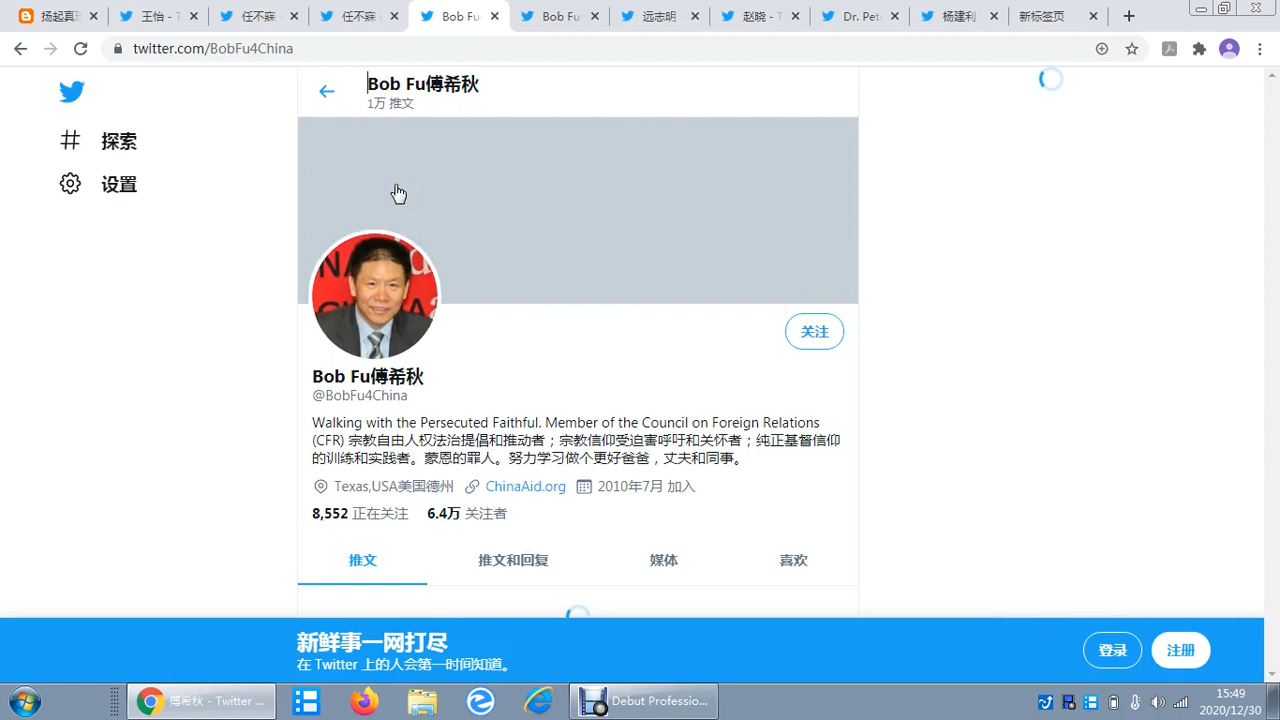 扬起真
王怡 - T
任不寐 (
任不寐 (
Bob Fu
Bob Fu
远志明 -
赵晓 - T
Dr. Pet
杨建利
新标签页
twitter.com/BobFu4China
Bob Fu傅希秋
1万 推文
探索
设置
NA
关注
Bob Fu傅希秋
@BobFu4China
Walking with the Persecuted Faithful. Member of the Council on Foreign Relations
(CFR) 宗教自由人权法治提倡和推动者；宗教信仰受迫害呼吁和关怀者；纯正基督信仰
的训练和实践者。蒙恩的罪人。努力学习做个更好爸爸，丈夫和同事。
Texas,USA美国德州 ChinaAid.org 2010年7月 加入
8,552 正在关注 6.4万 关注者
推文 推文和回复 媒体 喜欢
新鲜事一网打尽
在 Twitter 上的人会第一时间知道。
登录 注册
傅希秋 - Twitter ...
Debut Professio...
15:49
2020/12/30